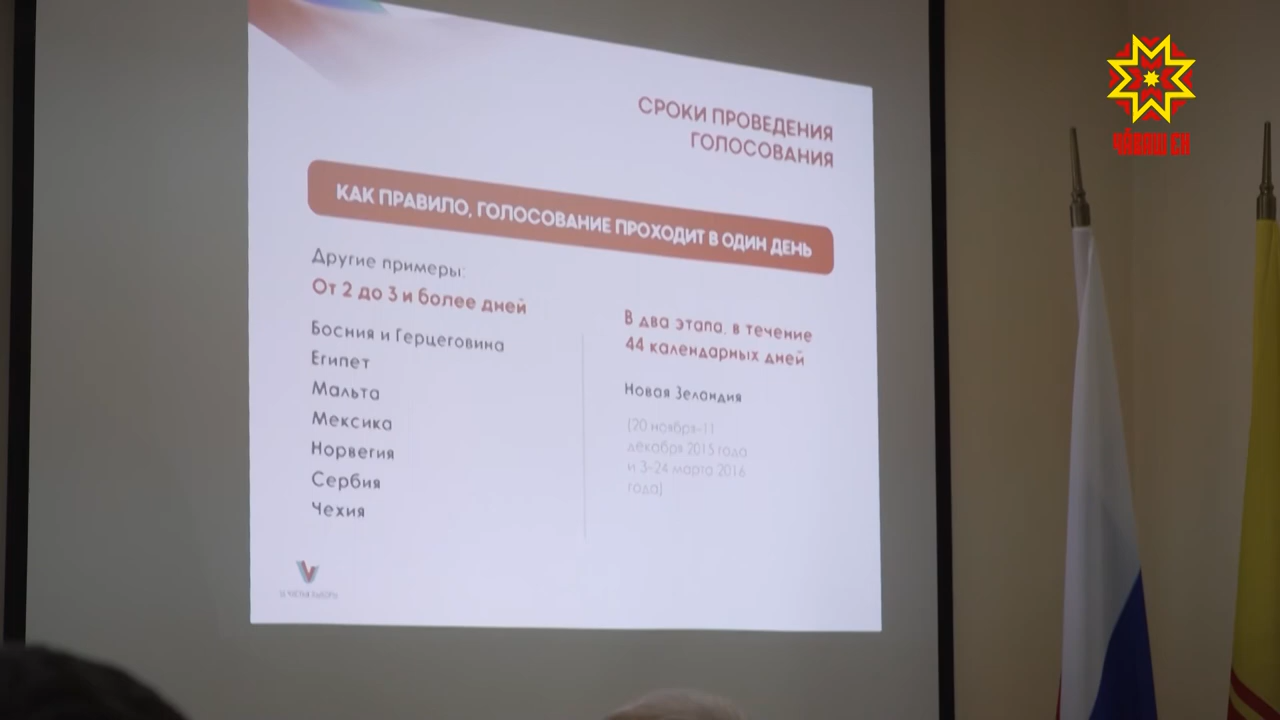 ЧӐВАШ ЕН
СРОКИ ПРОВЕДЕНИЯ
ГОЛОСОВАНИЯ
КАК ПРАВИЛО, ГОЛОСОВАНИЕ ПРОХОДИТ В ОДИН ДЕНЬ
Другие примеры:
От 2 до 3 и более дней
Босния и Герцеговина
Египет
Мальта
Мексика
Норвегия
Сербия
Чехия
В два этапа, в течение
44 календарных дней
Новая Зеландия
(20 ноября-11
декабря 2015 года
и 3-24 марта 2016
года)